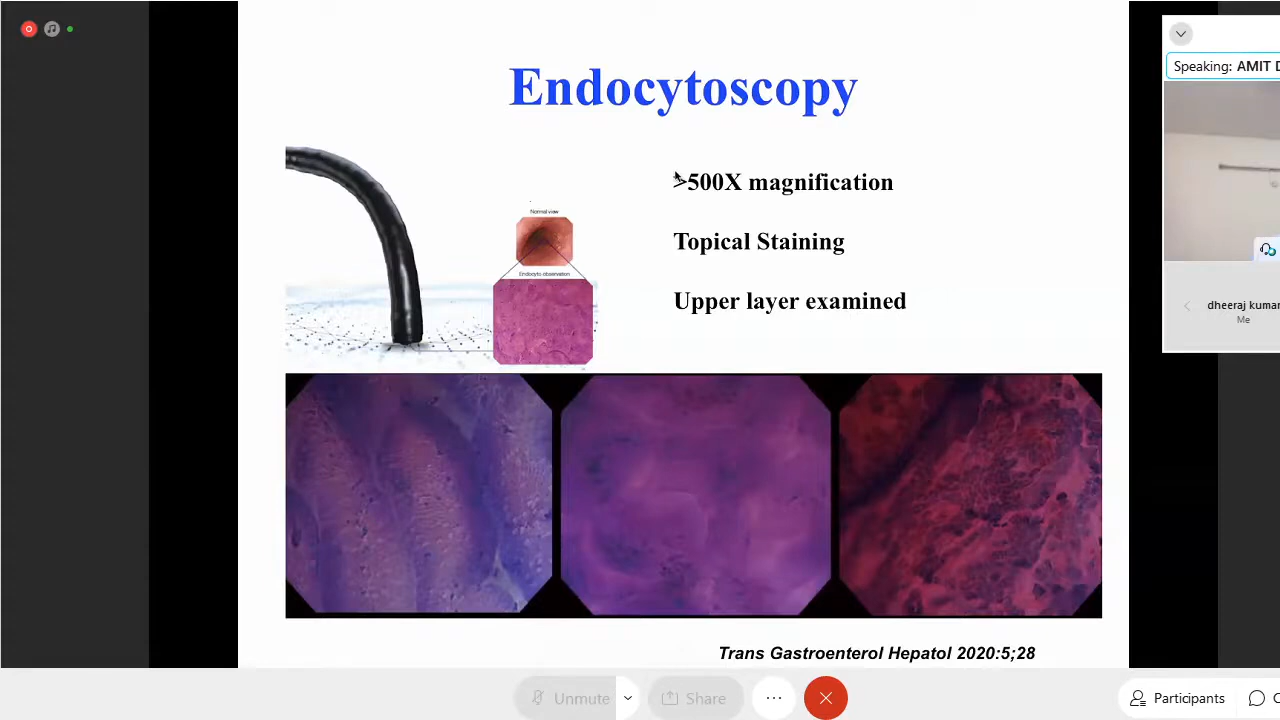 Endocytoscopy
>500X magnification
Topical Staining
Upper layer examined
Normal view
Endocyto observation
Trans Gastroenterol Hepatol 2020:5;28
Speaking: AMIT D
dheeraj kumar
Me
Unmute
Share
Participants